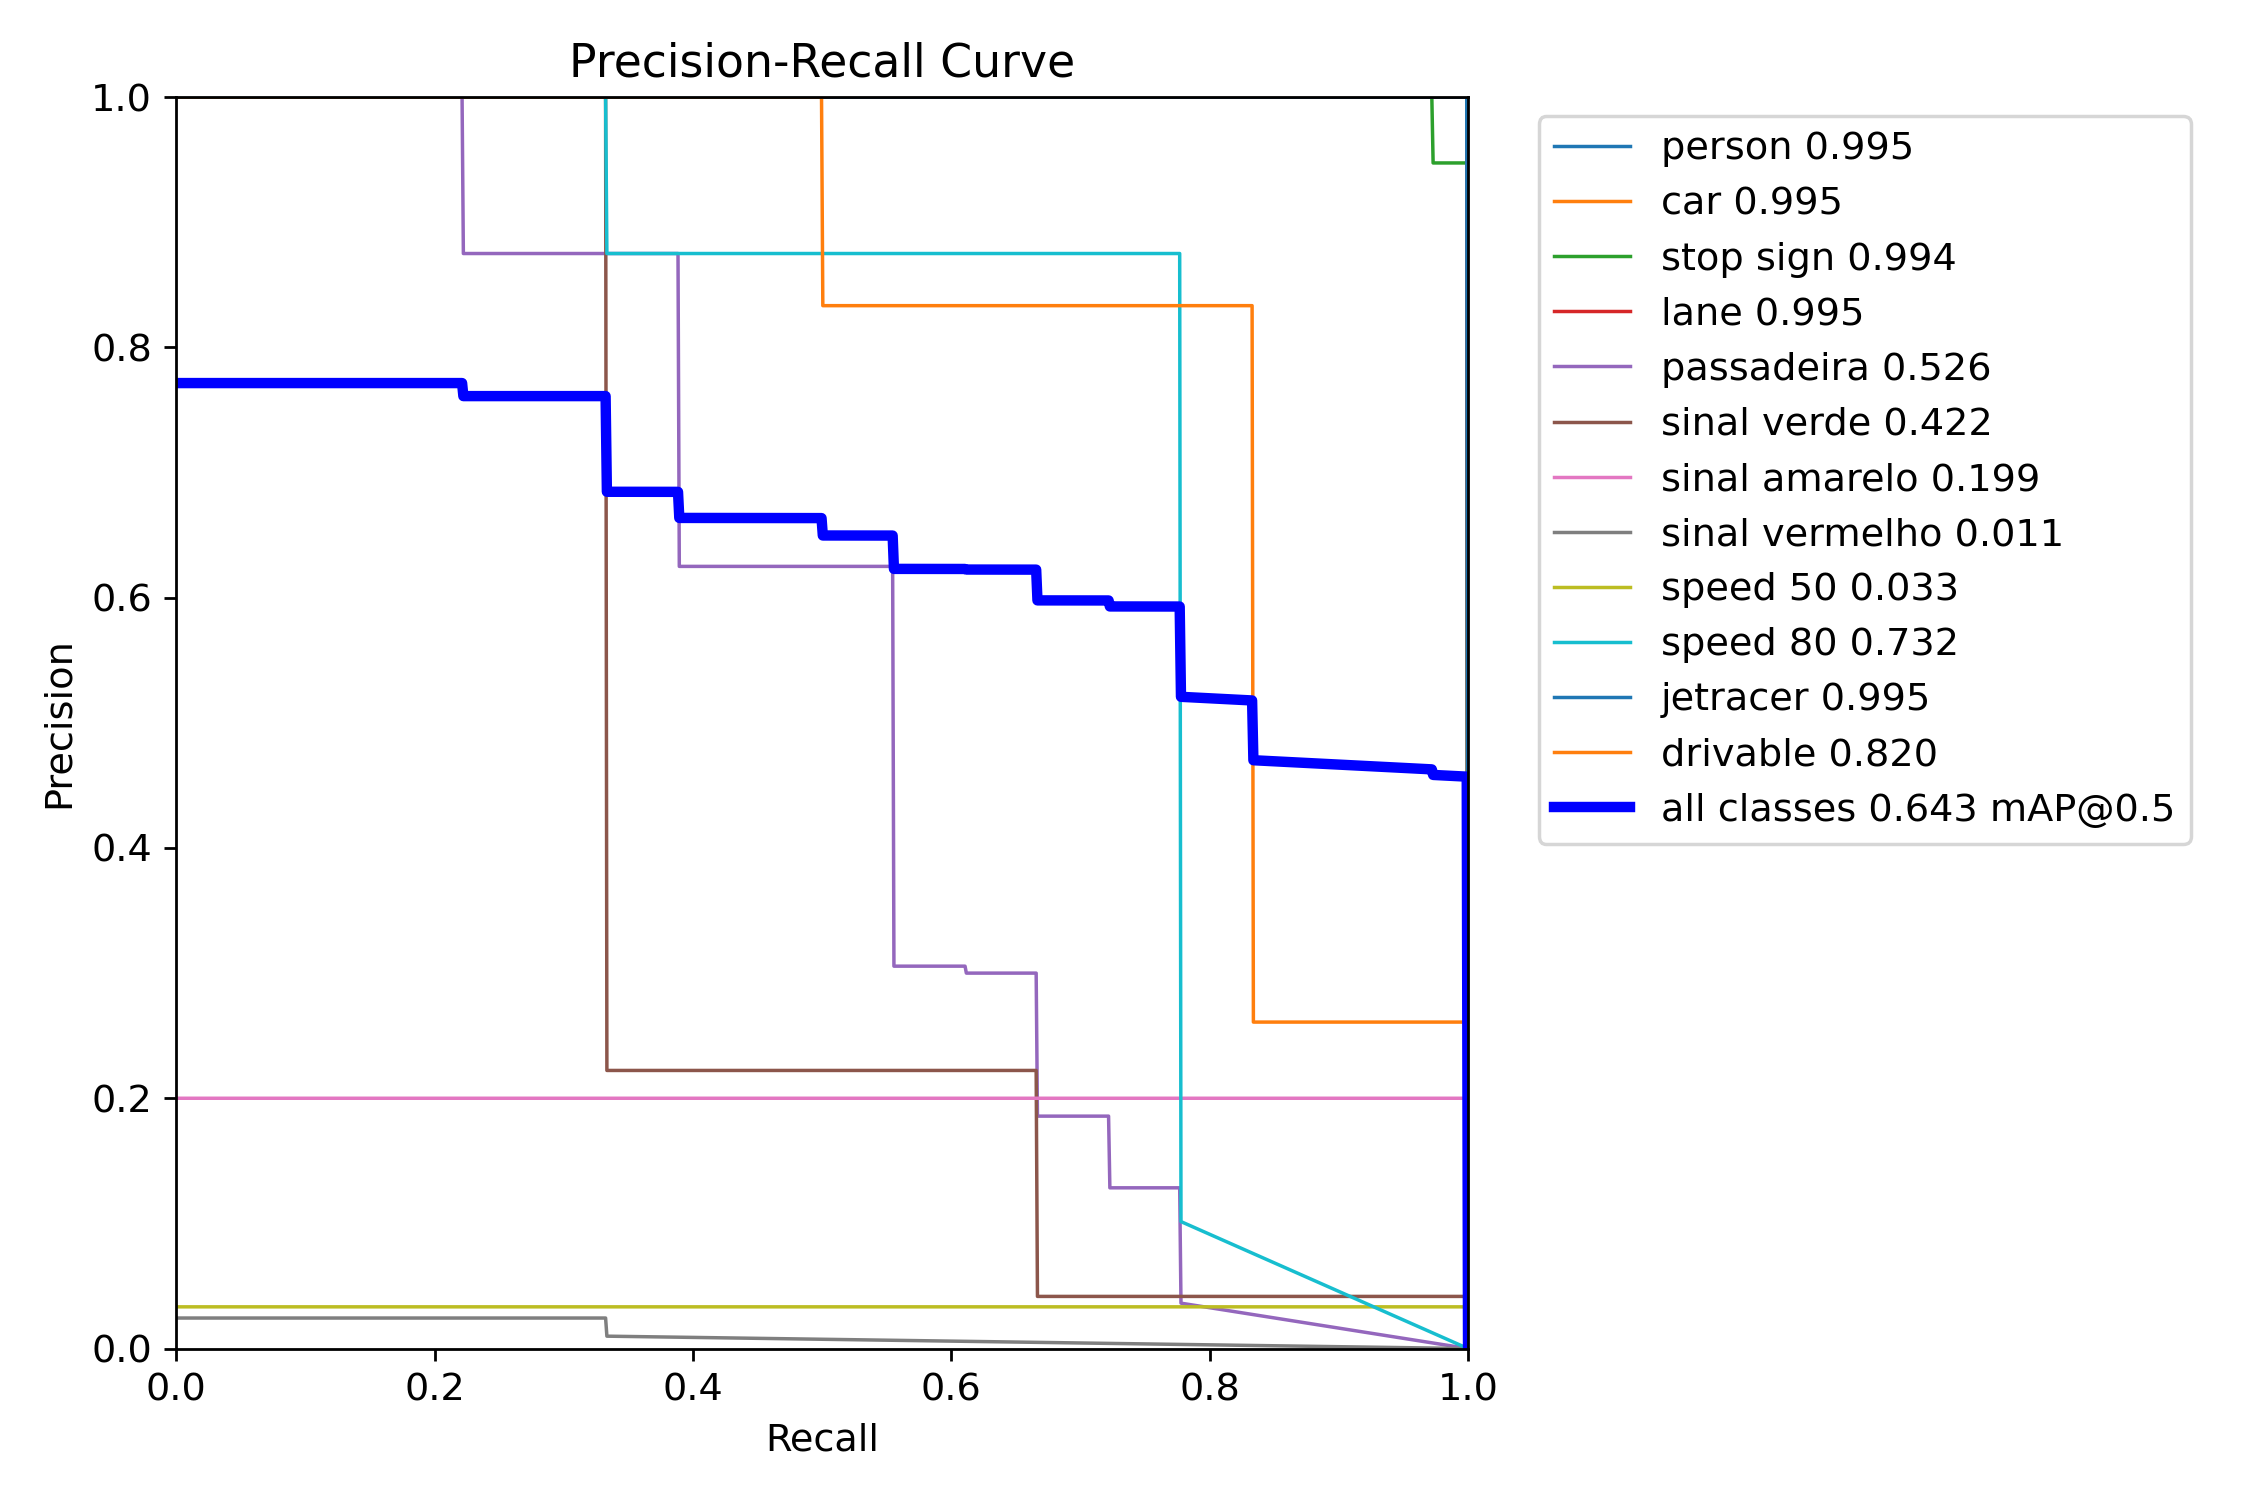 Precision-Recall Curve
1.0
0.8
0.6
0.4
0.2
0.0
Precision
0.0 0.2 0.4 0.6 0.8 1.0
Recall
person 0.995
car 0.995
stop sign 0.994
lane 0.995
passadeira 0.526
sinal verde 0.422
sinal amarelo 0.199
sinal vermelho 0.011
speed 50 0.033
speed 80 0.732
jetracer 0.995
drivable 0.820
all classes 0.643 mAP@0.5